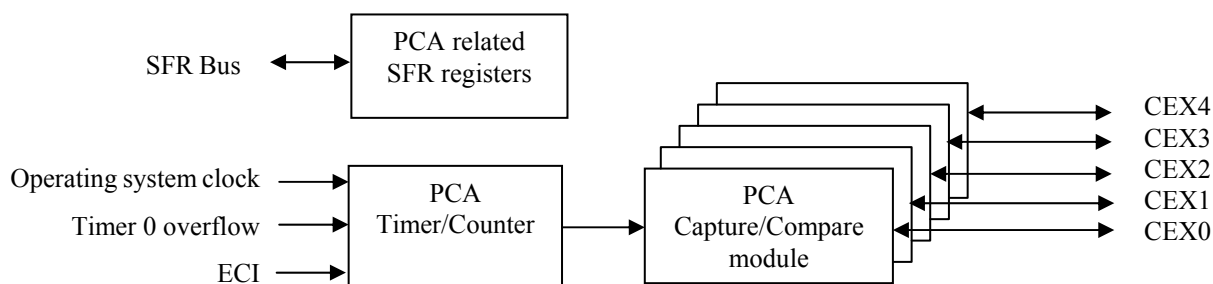 SFR Bus
PCA related
SFR registers
Operating system clock
Timer 0 overflow
ECI
PCA
Timer/Counter
PCA
Capture/Compare
module
CEX4
CEX3
CEX2
CEX1
CEX0